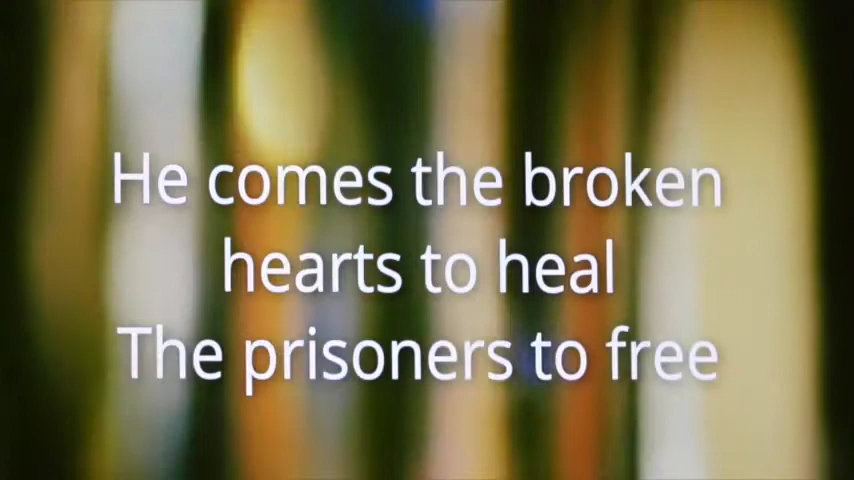 He comes the broken
hearts to heal
The prisoners to free